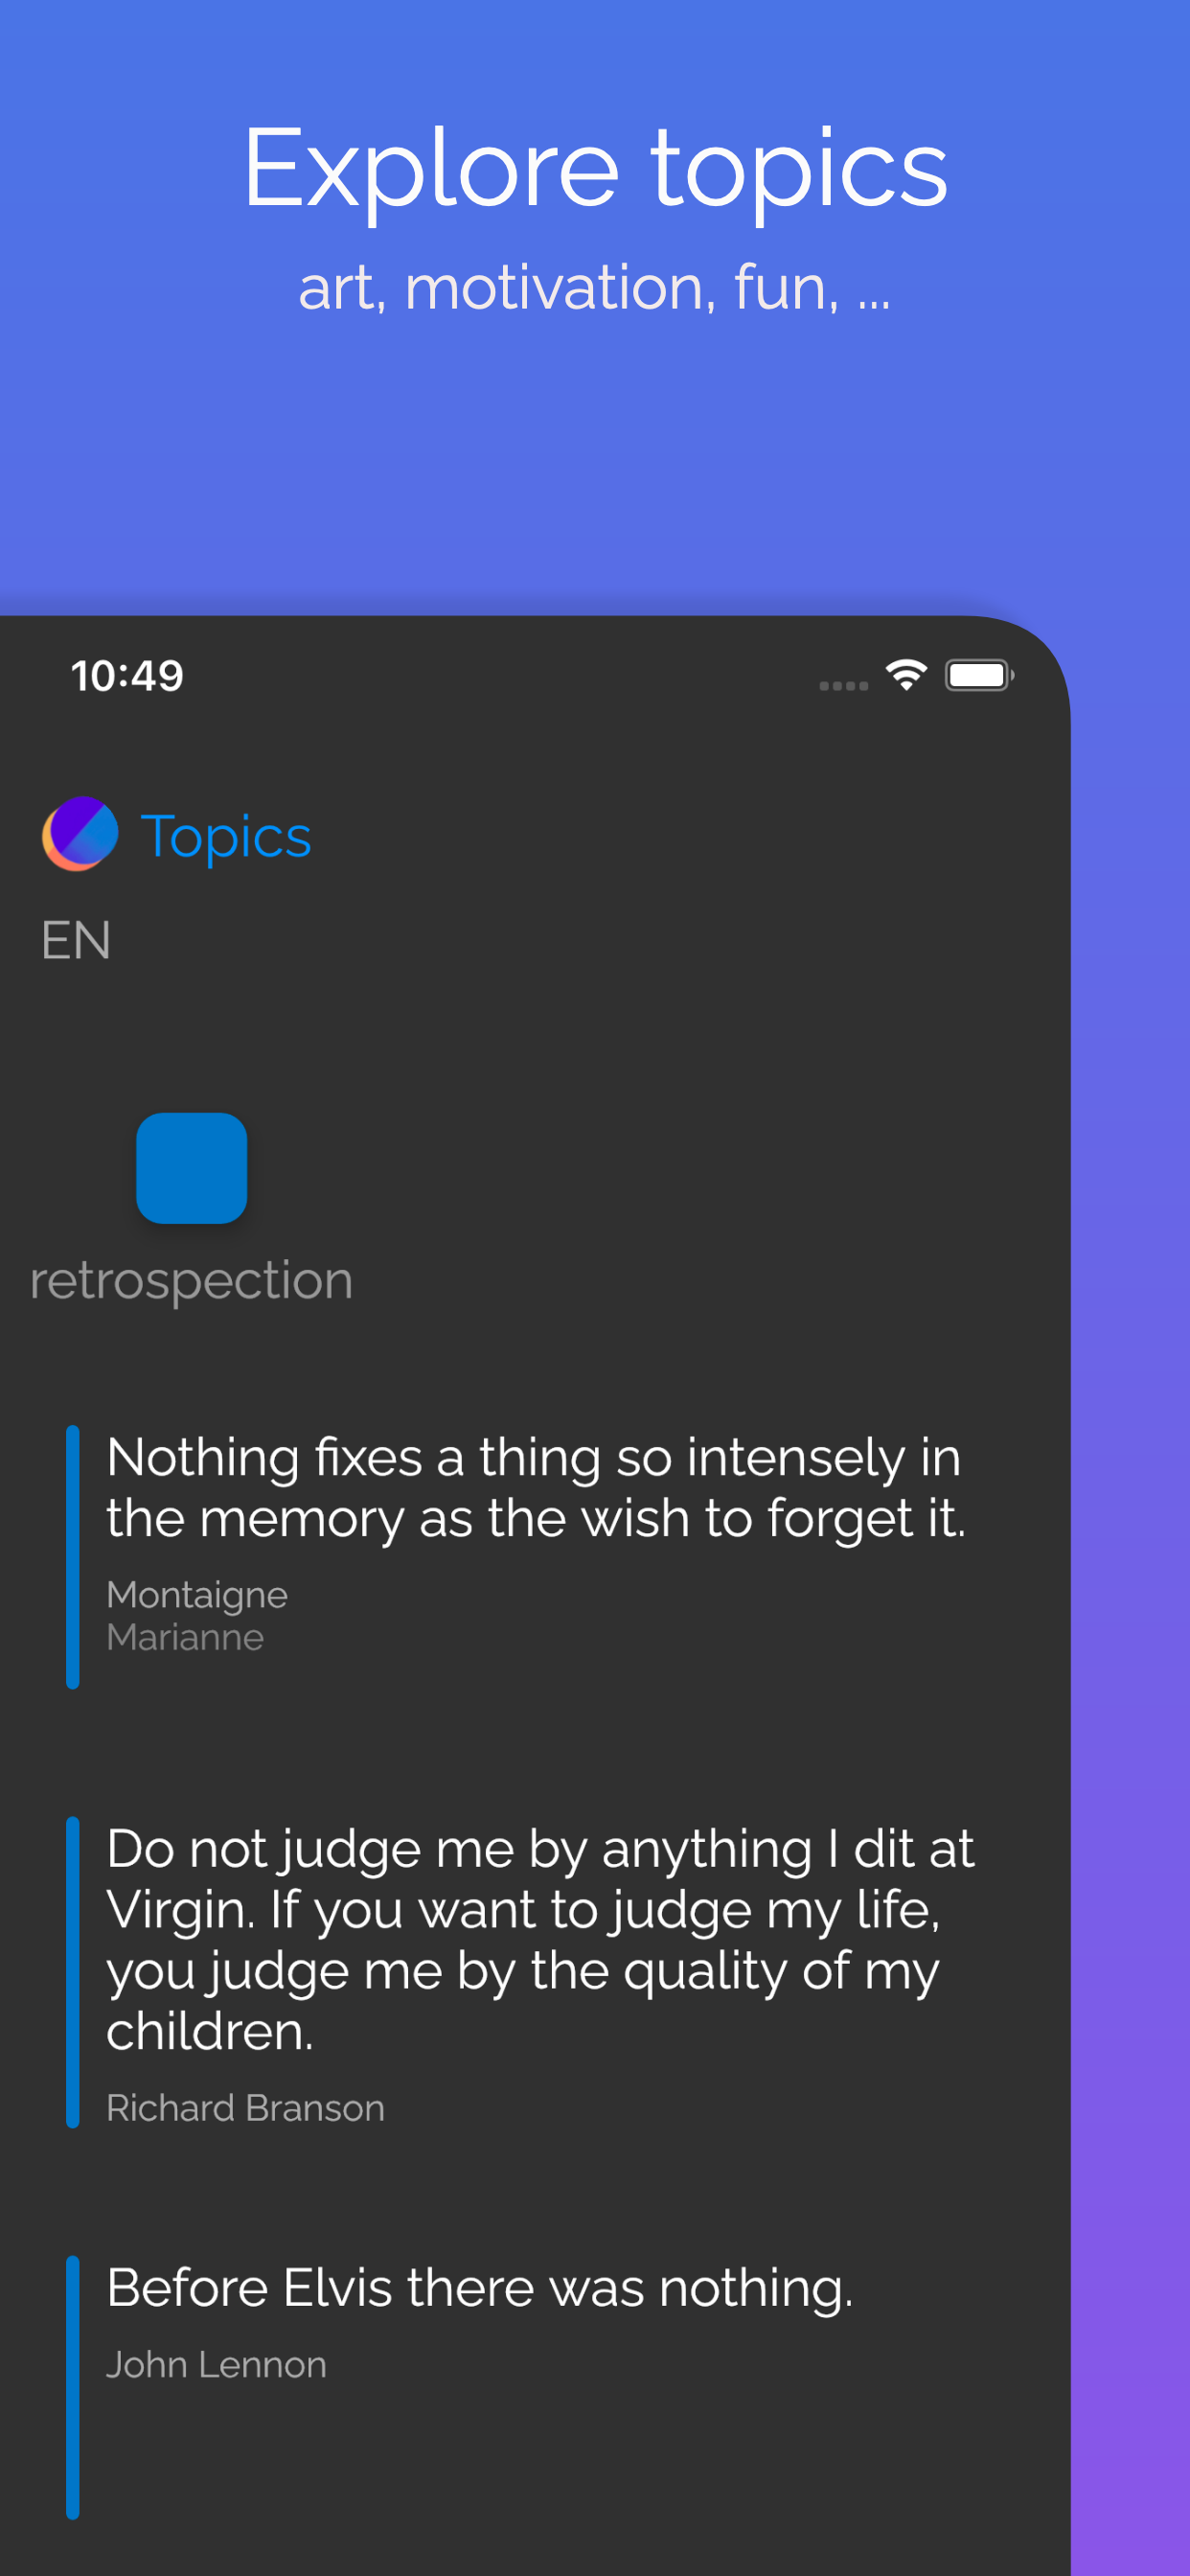 Explore topics
art, motivation, fun, ...
10:49
Topics
EN
retrospection
Nothing fixes a thing so intensely in
the memory as the wish to forget it.
Montaigne
Marianne
Do not judge me by anything I dit at
Virgin. If you want to judge my life,
you judge me by the quality of my
children.
Richard Branson
Before Elvis there was nothing.
John Lennon